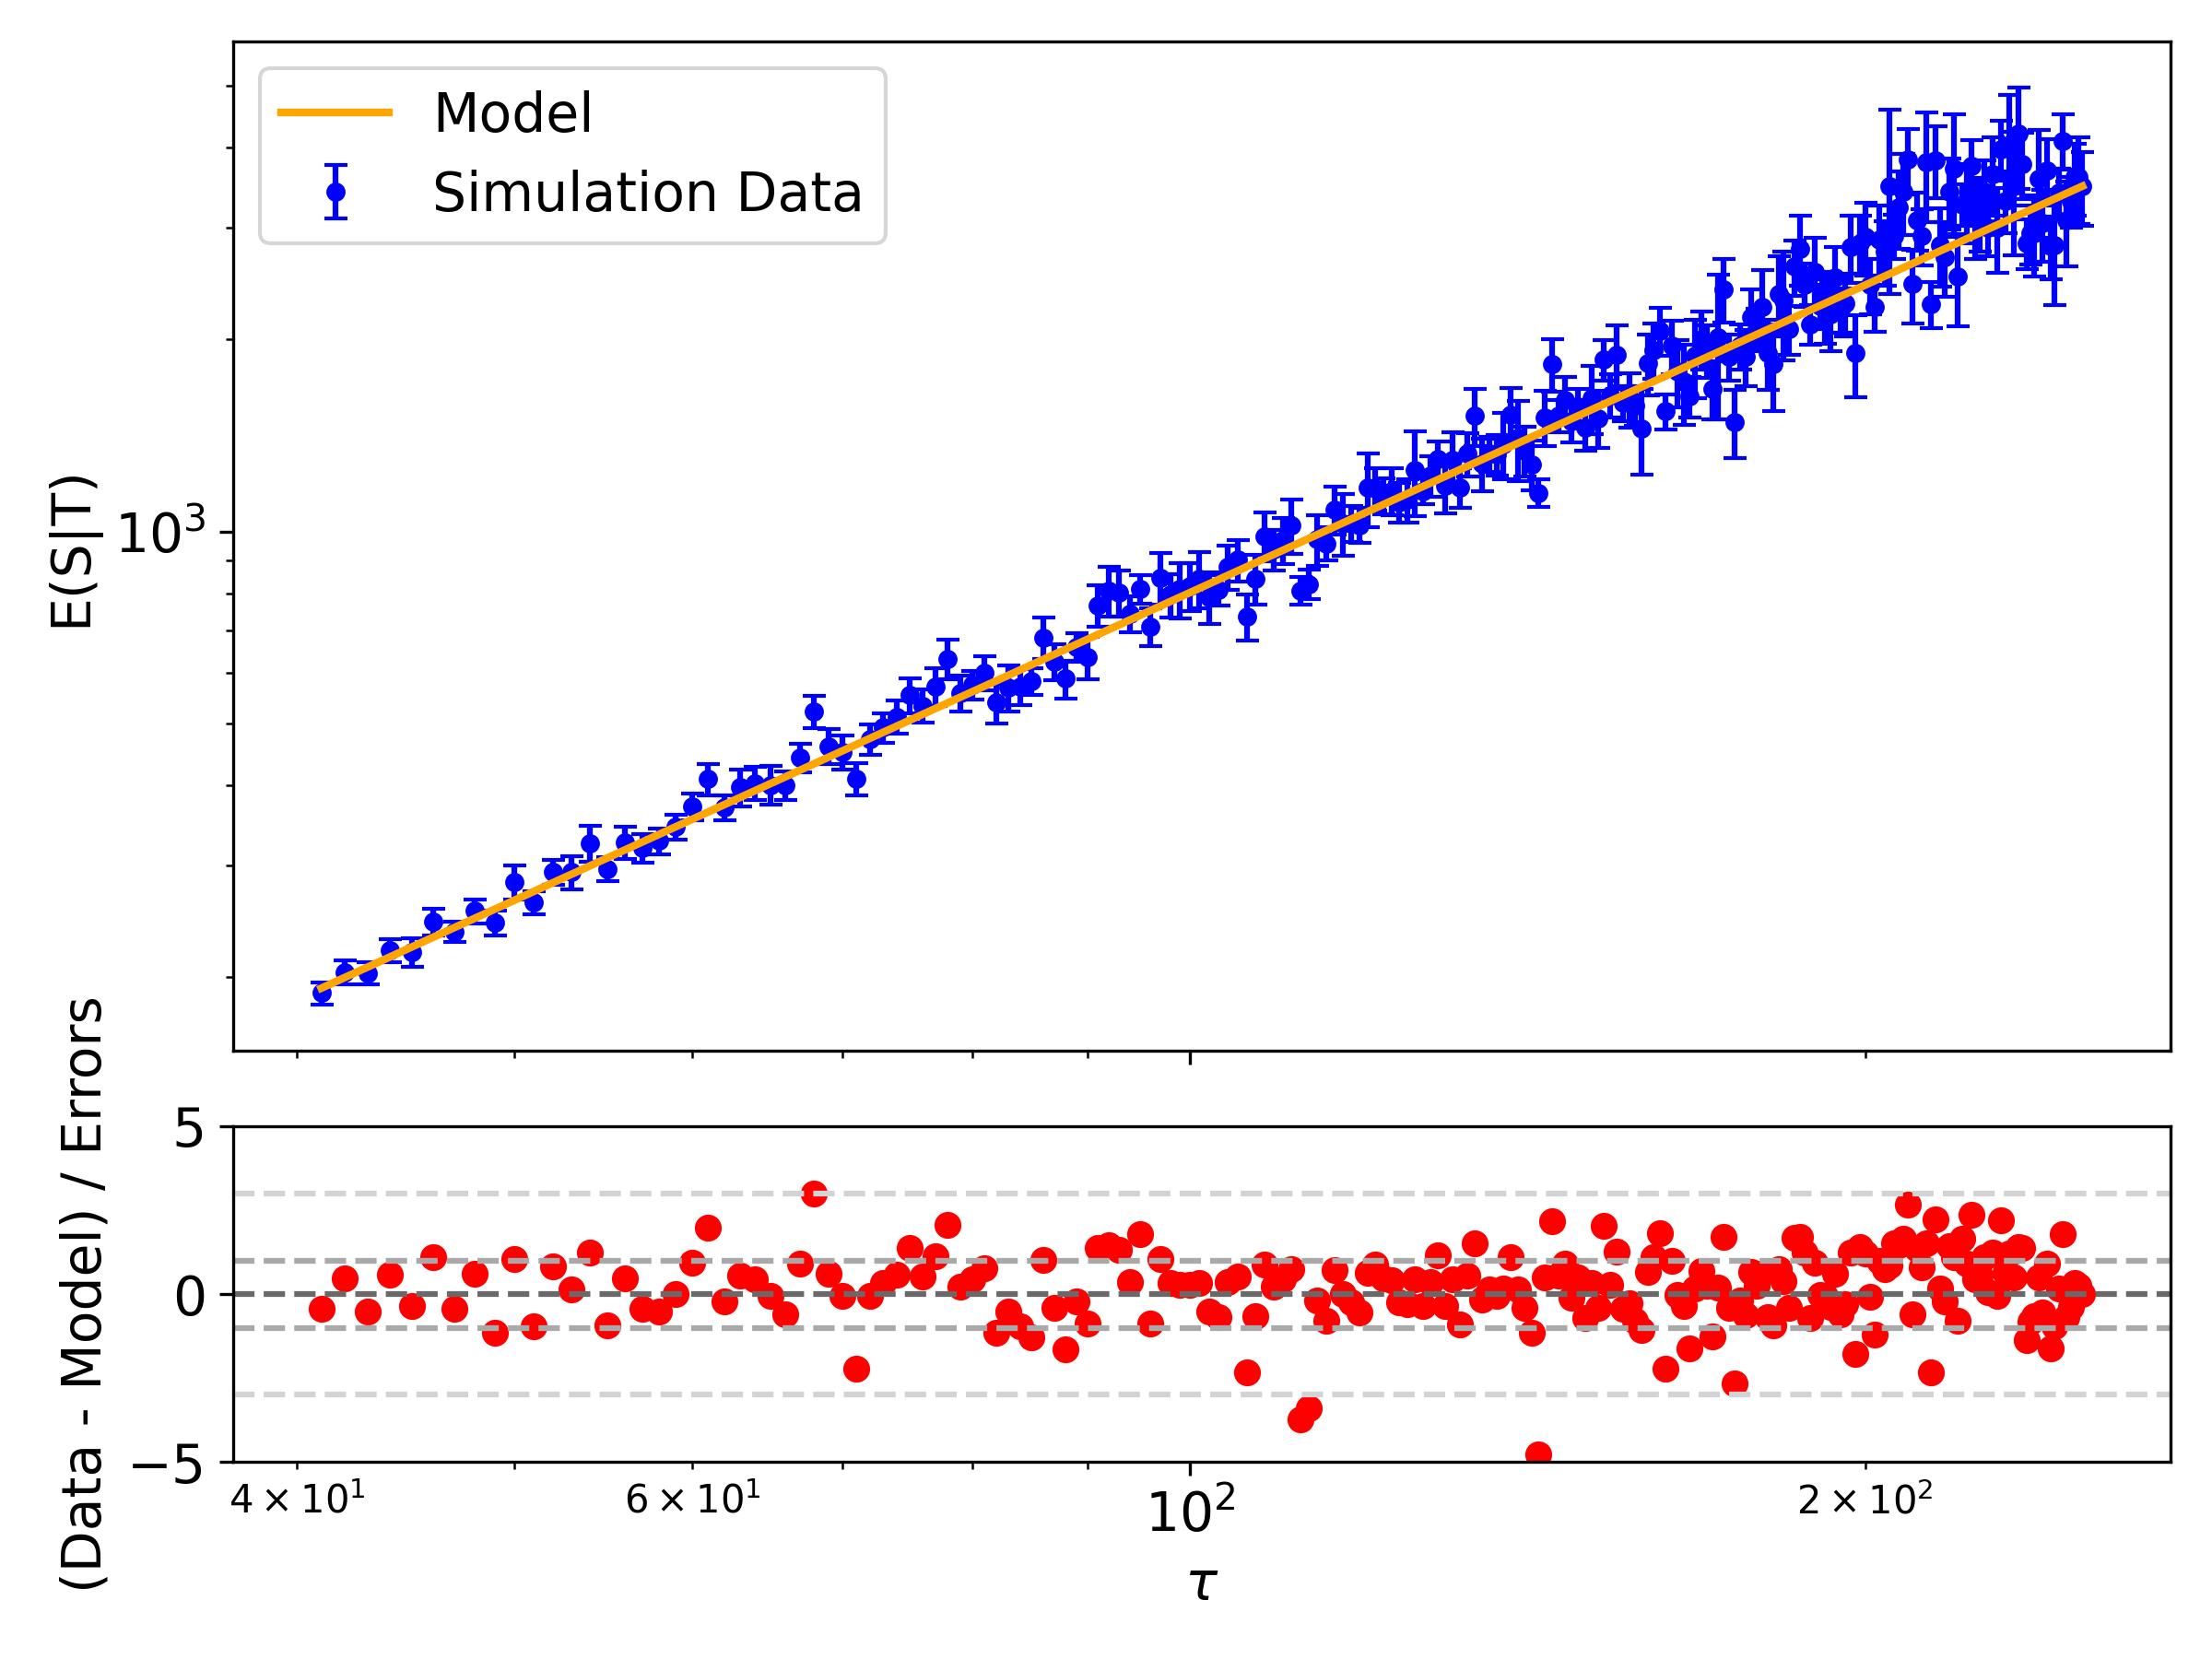 Model
Simulation Data
E(S|T)
10³
(Data - Model) / Errors
5
0
−5
4 × 10¹
6 × 10¹
10²
2 × 10²
τ